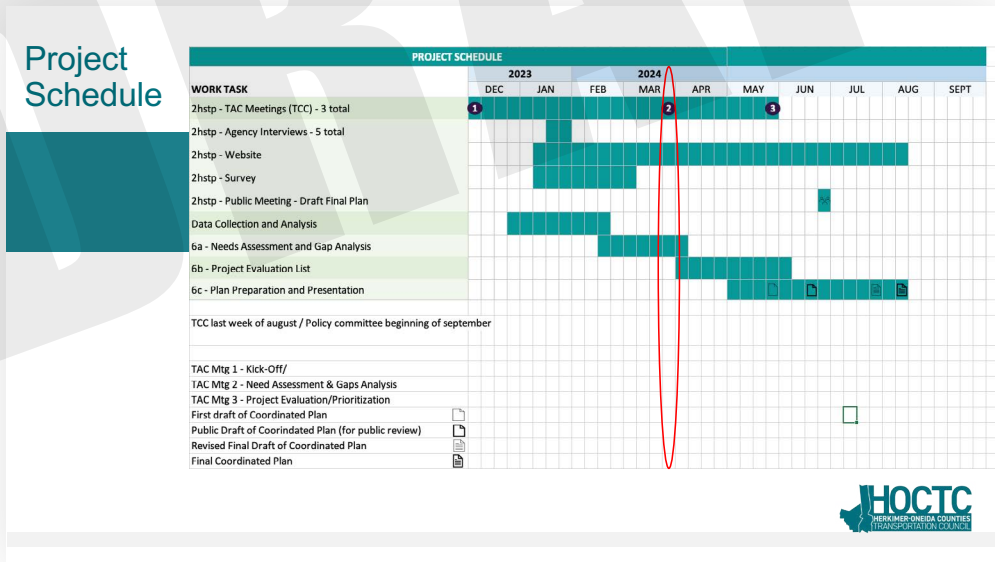 Project
Schedule
PROJECT SCHEDULE
2023 2024
WORK TASK DEC JAN FEB MAR APR MAY JUN JUL AUG SEPT
2hstp - TAC Meetings (TCC) - 3 total 1 2 3
2hstp - Agency Interviews - 5 total
2hstp - Website
2hstp - Survey
2hstp - Public Meeting - Draft Final Plan
Data Collection and Analysis
6a - Needs Assessment and Gap Analysis
6b - Project Evaluation List
6c - Plan Preparation and Presentation
TCC last week of august / Policy committee beginning of september
TAC Mtg 1 - Kick-Off/
TAC Mtg 2 - Need Assessment & Gaps Analysis
TAC Mtg 3 - Project Evaluation/Prioritization
First draft of Coordinated Plan
Public Draft of Coorindated Plan (for public review)
Revised Final Draft of Coordinated Plan
Final Coordinated Plan
HOCTC
HERKIMER-ONEIDA COUNTIES
TRANSPORTATION COUNCIL